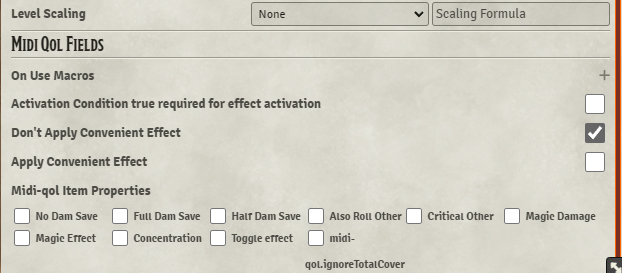 Level Scaling None Scaling Formula
Midi Qol Fields
On Use Macros +
Activation Condition true required for effect activation
Don't Apply Convenient Effect
Apply Convenient Effect
Midi-qol Item Properties
No Dam Save Full Dam Save Half Dam Save Also Roll Other Critical Other Magic Damage
Magic Effect Concentration Toggle effect midi-
qol.ignoreTotalCover